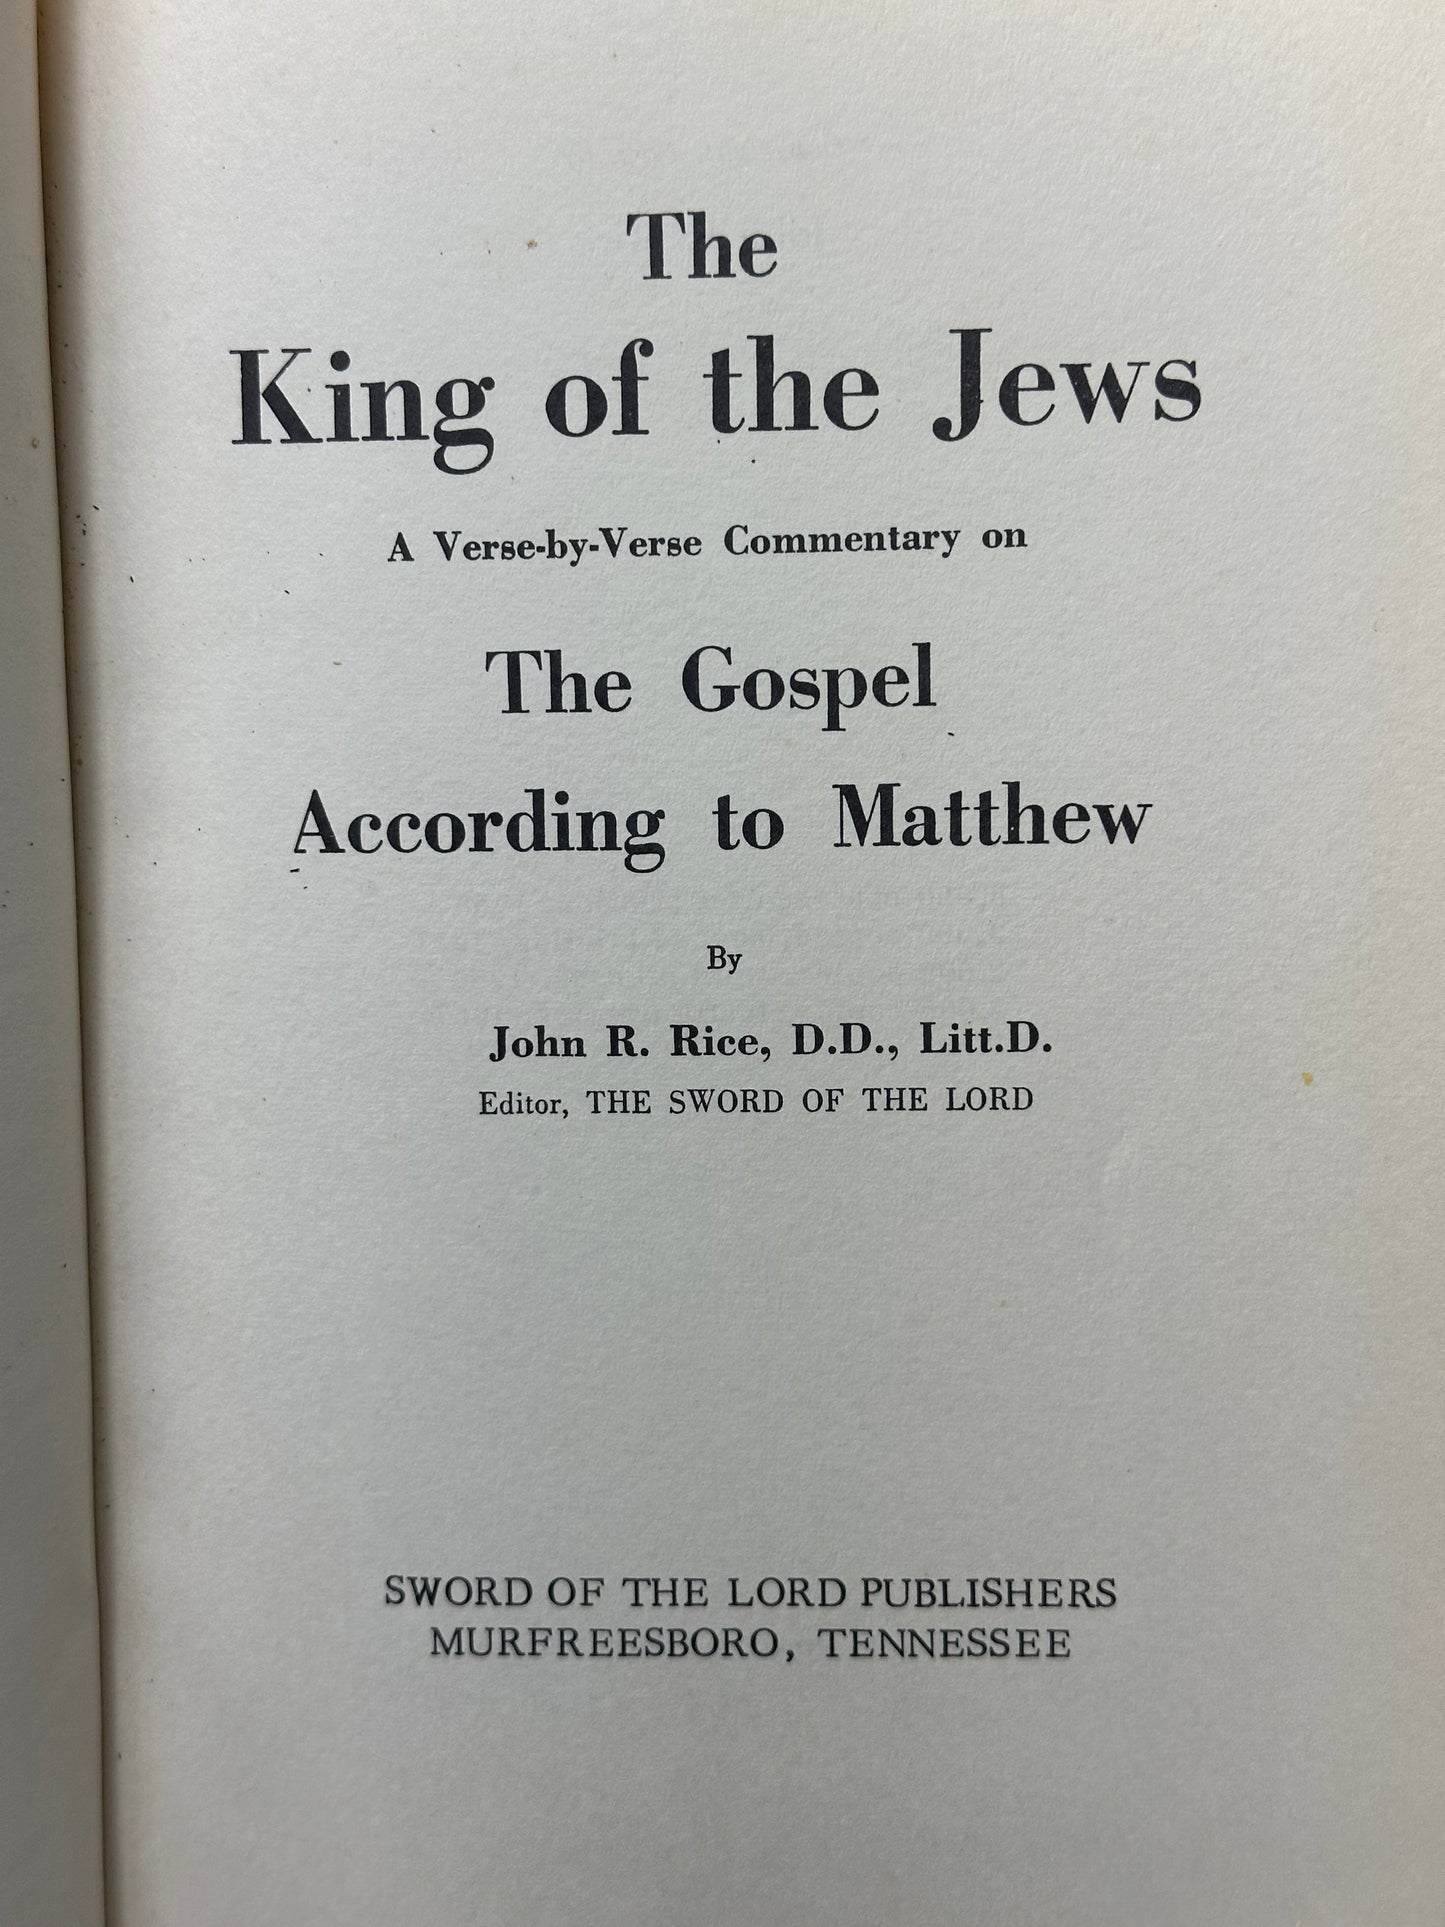 The
King of the Jews
A Verse-by-Verse Commentary on
The Gospel
According to Matthew
By
John R. Rice, D.D., Litt.D.
Editor, THE SWORD OF THE LORD
SWORD OF THE LORD PUBLISHERS
MURFREESBORO, TENNESSEE